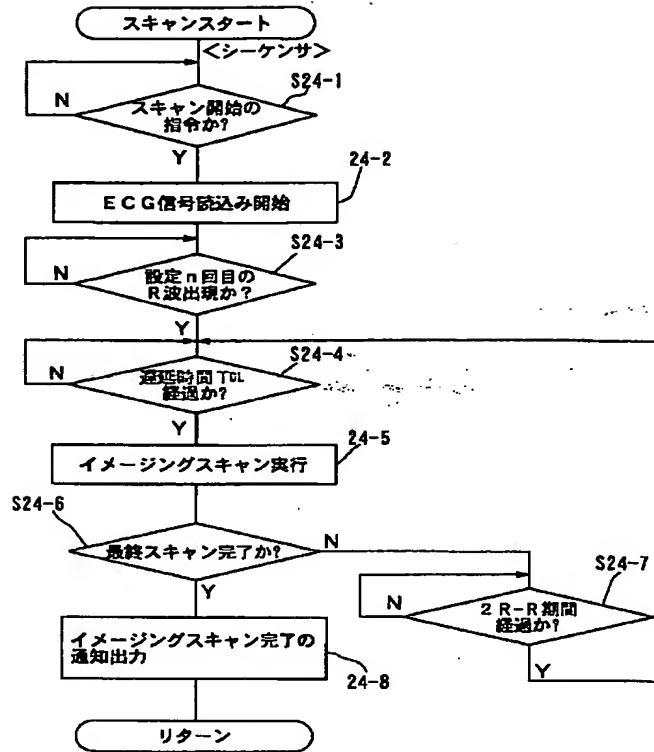 スキャンスタート
<シーケンサ>
S24-1
N
スキャン開始の
指令か?
Y
24-2
ECG信号読込み開始
S24-3
N
設定n回目の
R波出現か?
Y
S24-4
N
遅延時間TDL
経過か?
Y
24-5
イメージングスキャン実行
S24-6
最終スキャン完了か?
N
Y
S24-7
N
2R-R期間
経過か?
Y
イメージングスキャン完了の
通知出力
24-8
リターン